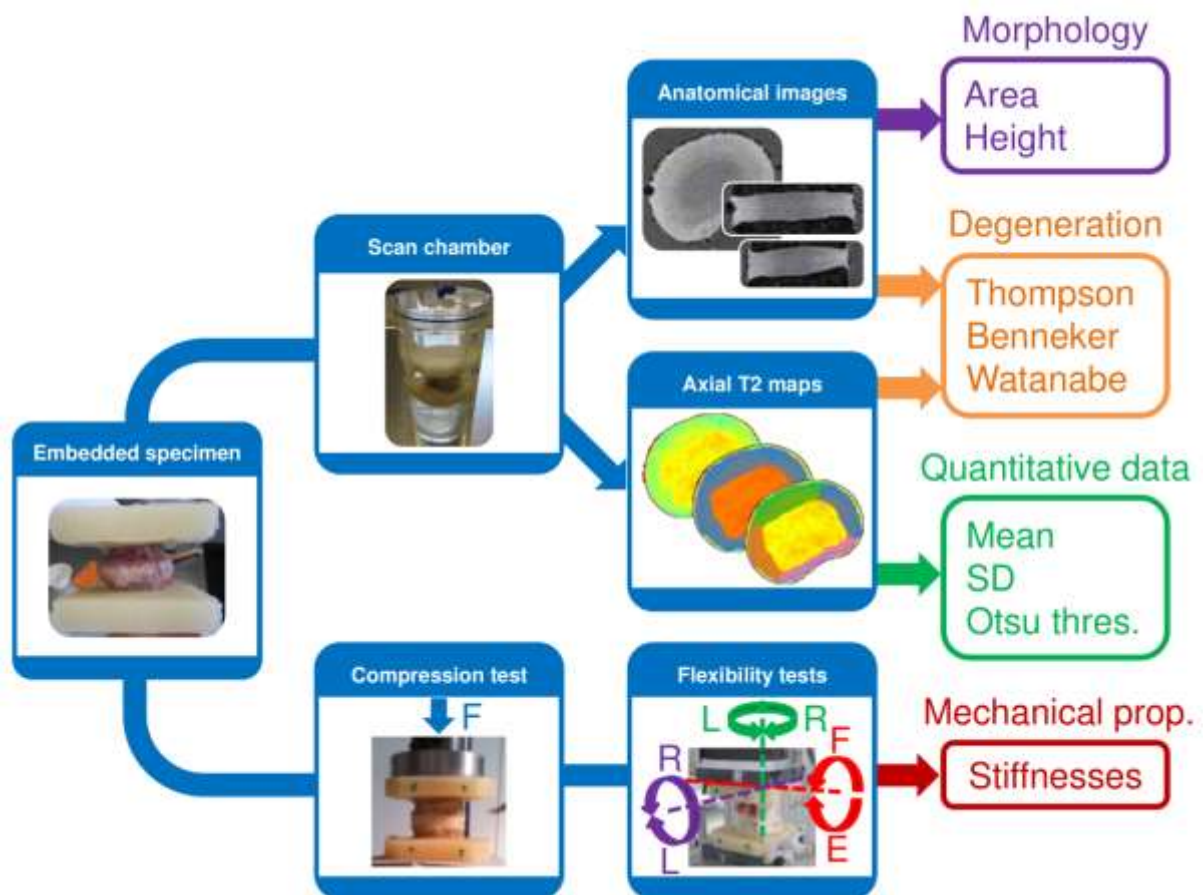 Embedded specimen
Scan chamber
Anatomical images
Morphology
Area
Height
Degeneration
Thompson
Benneker
Watanabe
Axial T2 maps
Quantitative data
Mean
SD
Otsu thres.
Compression test
F
Flexibility tests
L R
R F
L E
Mechanical prop.
Stiffnesses